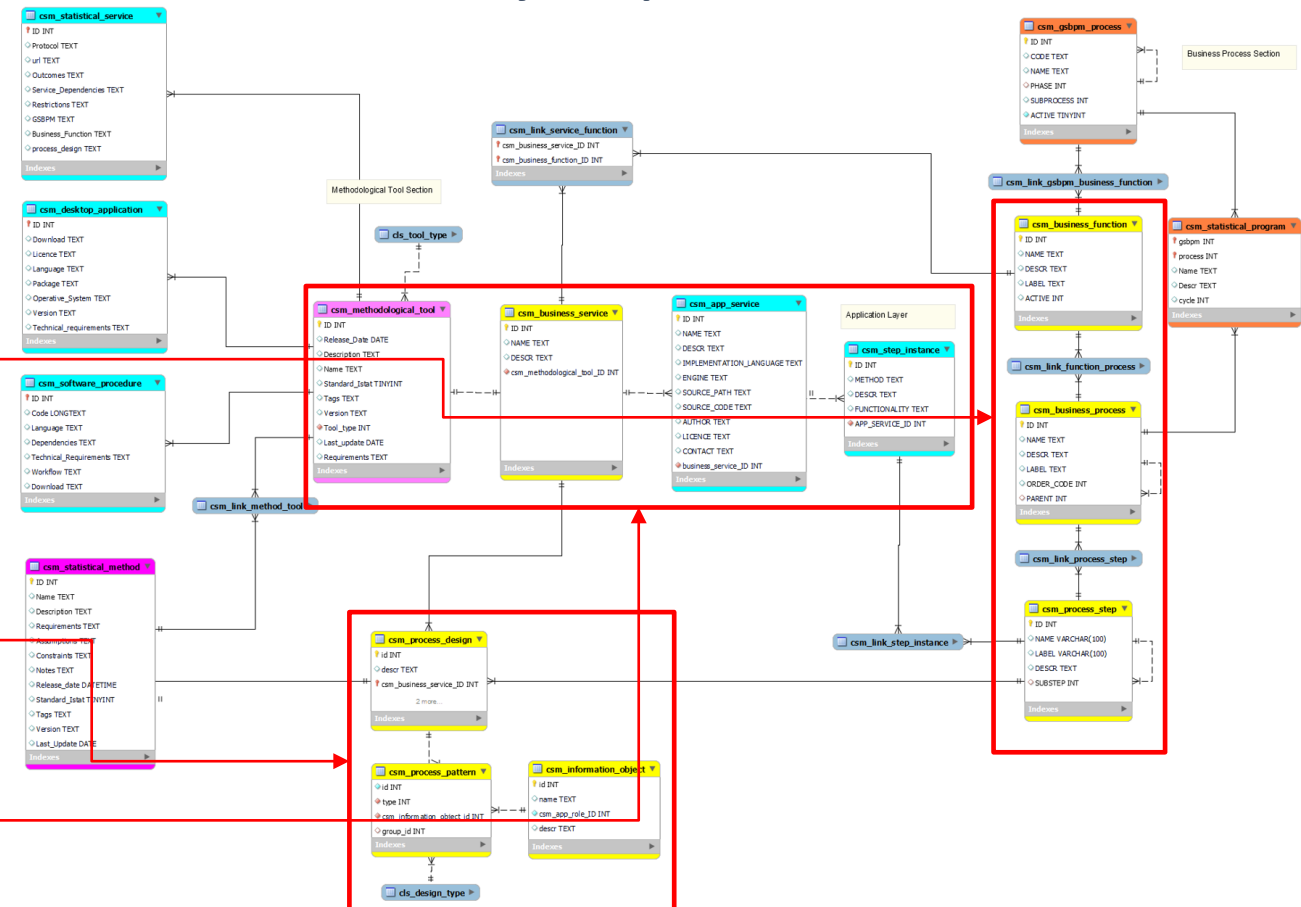 csm_statistical_service
ID INT
Protocol TEXT
url TEXT
Outcomes TEXT
Service_Dependencies TEXT
Restrictions TEXT
GSBPM TEXT
Business_Function TEXT
process_design TEXT
Indexes
csm_desktop_application
ID INT
Download TEXT
Licence TEXT
Language TEXT
Package TEXT
Operative_System TEXT
Version TEXT
Technical_requirements TEXT
Indexes
csm_software_procedure
ID INT
Code LONGTEXT
Language TEXT
Dependencies TEXT
Technical_Requirements TEXT
Workflow TEXT
Download TEXT
Indexes
csm_link_method_tool
csm_statistical_method
ID INT
Name TEXT
Description TEXT
Requirements TEXT
Assumptions TEXT
Constraints TEXT
Notes TEXT
Release_date DATETIME
Standard_Istat TINYINT
Tags TEXT
Version TEXT
Last_Update DATE
Indexes
Methodological Tool Section
cls_tool_type
csm_methodological_tool
ID INT
Release_Date DATE
Description TEXT
Name TEXT
Standard_Istat TINYINT
Tags TEXT
Version TEXT
Tool_type INT
Last_update DATE
Requirements TEXT
Indexes
csm_link_service_function
csm_business_service_ID INT
csm_business_function_ID INT
Indexes
csm_business_service
ID INT
NAME TEXT
DESCR TEXT
csm_methodological_tool_ID INT
Indexes
csm_app_service
ID INT
NAME TEXT
DESCR TEXT
IMPLEMENTATION_LANGUAGE TEXT
ENGINE TEXT
SOURCE_PATH TEXT
SOURCE_CODE TEXT
AUTHOR TEXT
LICENCE TEXT
CONTACT TEXT
business_service_ID INT
Indexes
Application Layer
csm_step_instance
ID INT
METHOD TEXT
DESCR TEXT
FUNCTIONALITY TEXT
APP_SERVICE_ID INT
Indexes
csm_process_design
id INT
descr TEXT
csm_business_service_ID INT
2 more...
Indexes
csm_process_pattern
id INT
type INT
csm_information_object_id INT
group_id INT
Indexes
cls_design_type
csm_information_object
id INT
name TEXT
csm_app_role_ID INT
descr TEXT
Indexes
csm_link_step_instance
csm_gsbpm_process
ID INT
CODE TEXT
NAME TEXT
PHASE INT
SUBPROCESS INT
ACTIVE TINYINT
Indexes
Business Process Section
csm_link_gsbpm_business_function
csm_business_function
ID INT
NAME TEXT
DESCR TEXT
LABEL TEXT
ACTIVE INT
Indexes
csm_statistical_program
gsbpm INT
process INT
Name TEXT
Descr TEXT
cycle INT
Indexes
csm_link_function_process
csm_business_process
ID INT
NAME TEXT
DESCR TEXT
LABEL TEXT
ORDER_CODE INT
PARENT INT
Indexes
csm_link_process_step
csm_process_step
ID INT
NAME VARCHAR(100)
LABEL VARCHAR(100)
DESCR TEXT
SUBSTEP INT
Indexes